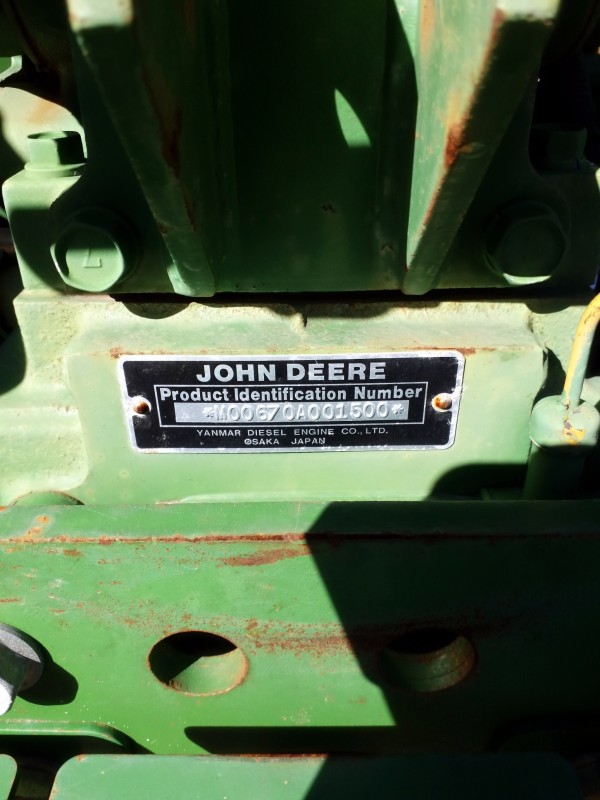 JOHN DEERE
Product Identification Number
*M00670A001500*
YANMAR DIESEL ENGINE CO., LTD.
OSAKA JAPAN